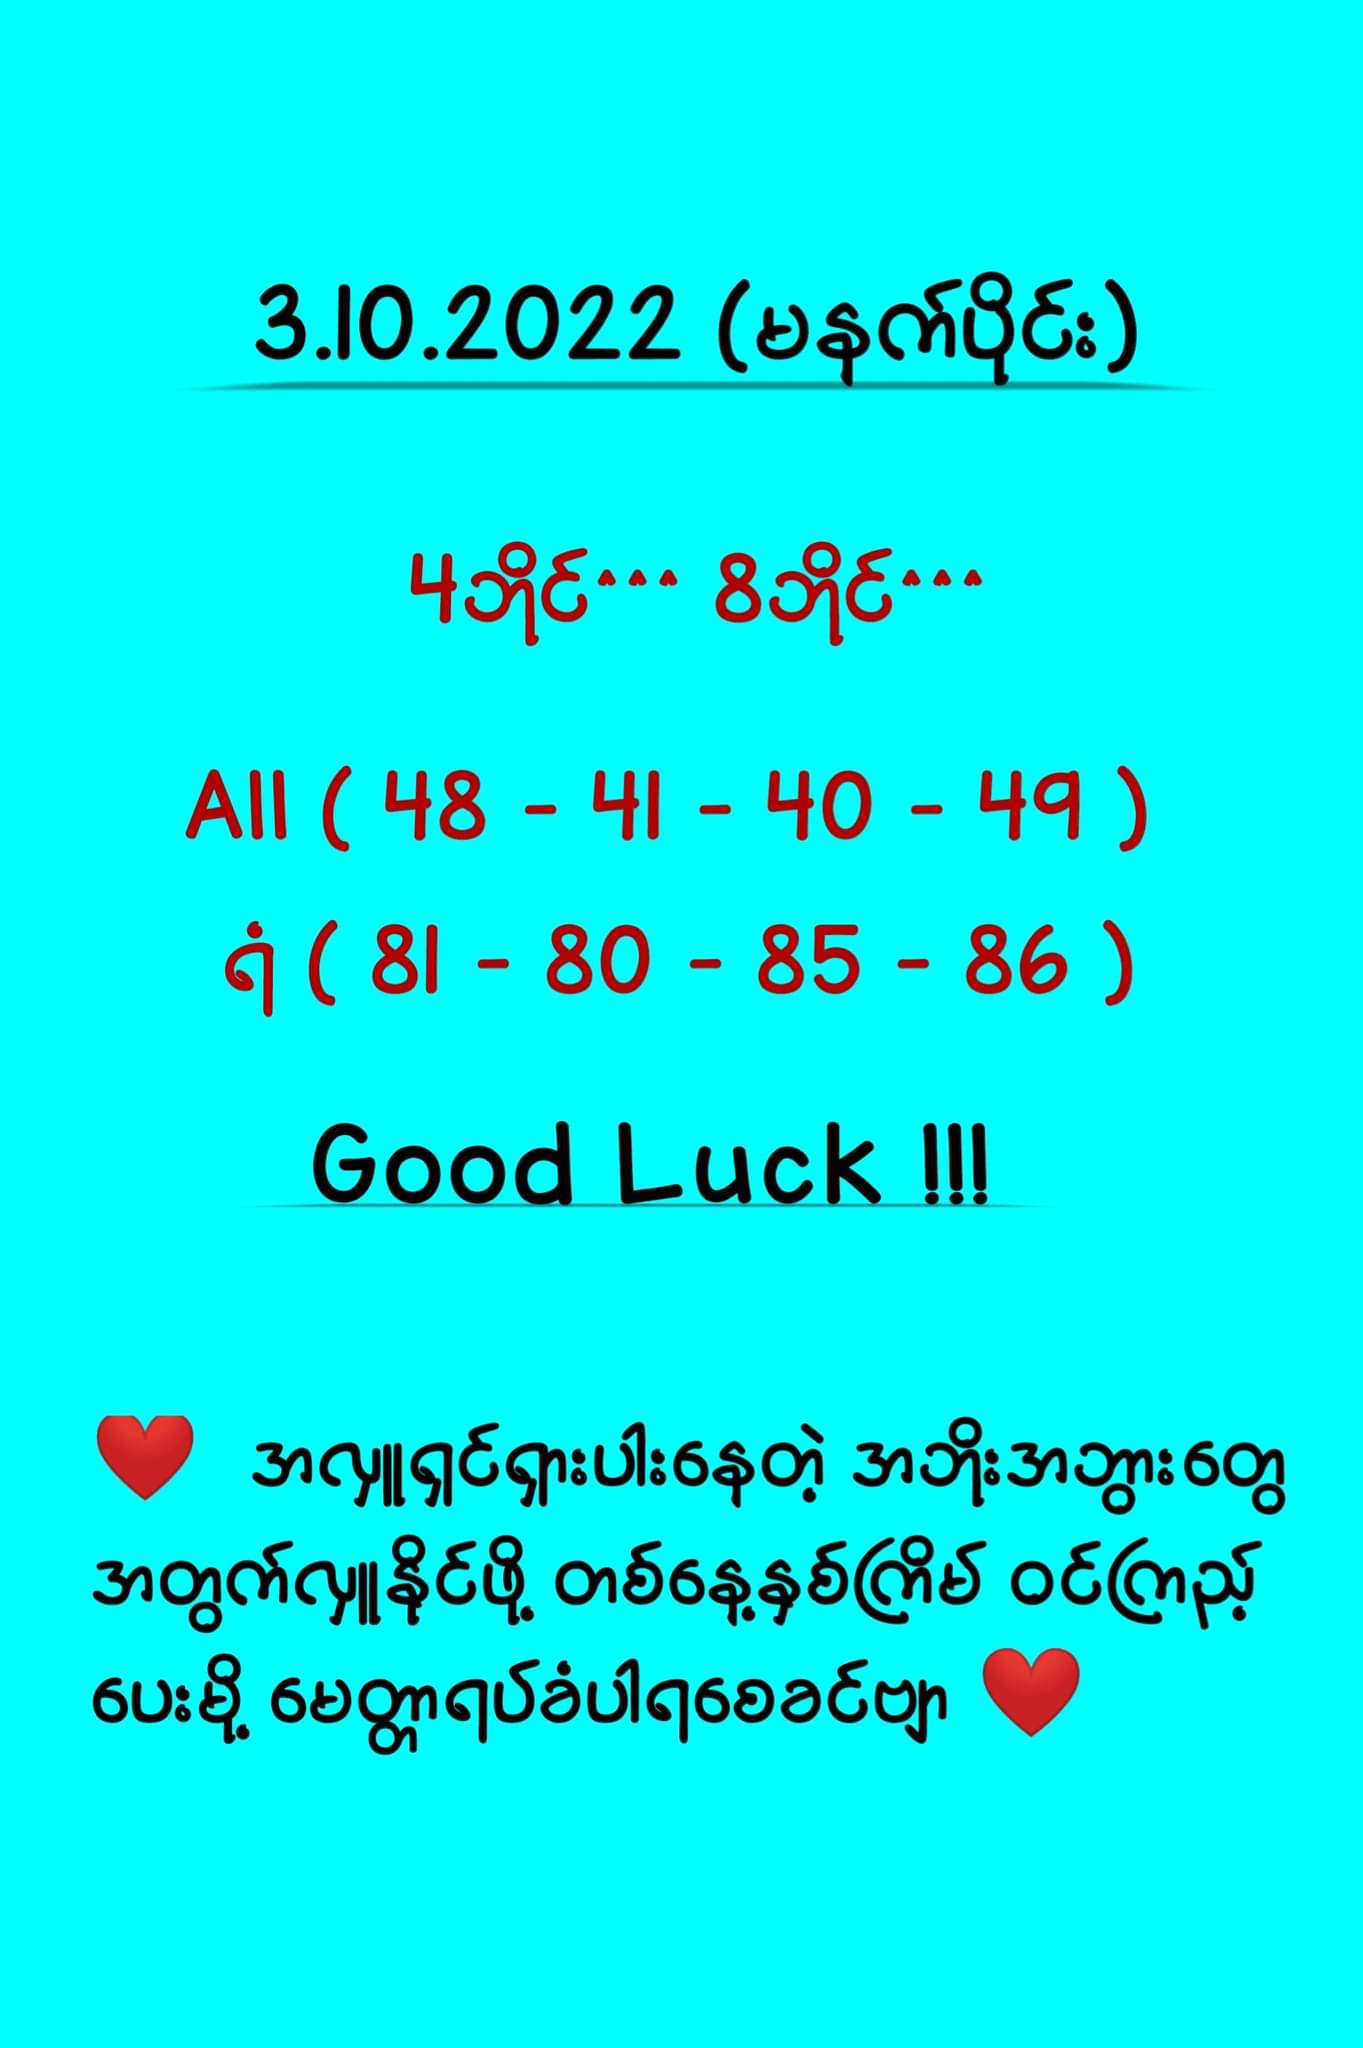 3.10.2022 (မနက်ပိုင်း)
4ဘိုင်^^^ 8ဘိုင်^^^
All ( 48 - 41 - 40 - 49 )
ရံ ( 81 - 80 - 85 - 86 )
Good Luck !!!
❤️ အလှူရှင်ရှားပါးနေတဲ့ အဘိုးအဘွားတွေ
အတွက်လှူနိုင်ဖို့ တစ်နေ့နှစ်ကြိမ် ဝင်ကြည့်
ပေးဖို့ မေတ္တာရပ်ခံပါရစေခင်ဗျာ ❤️